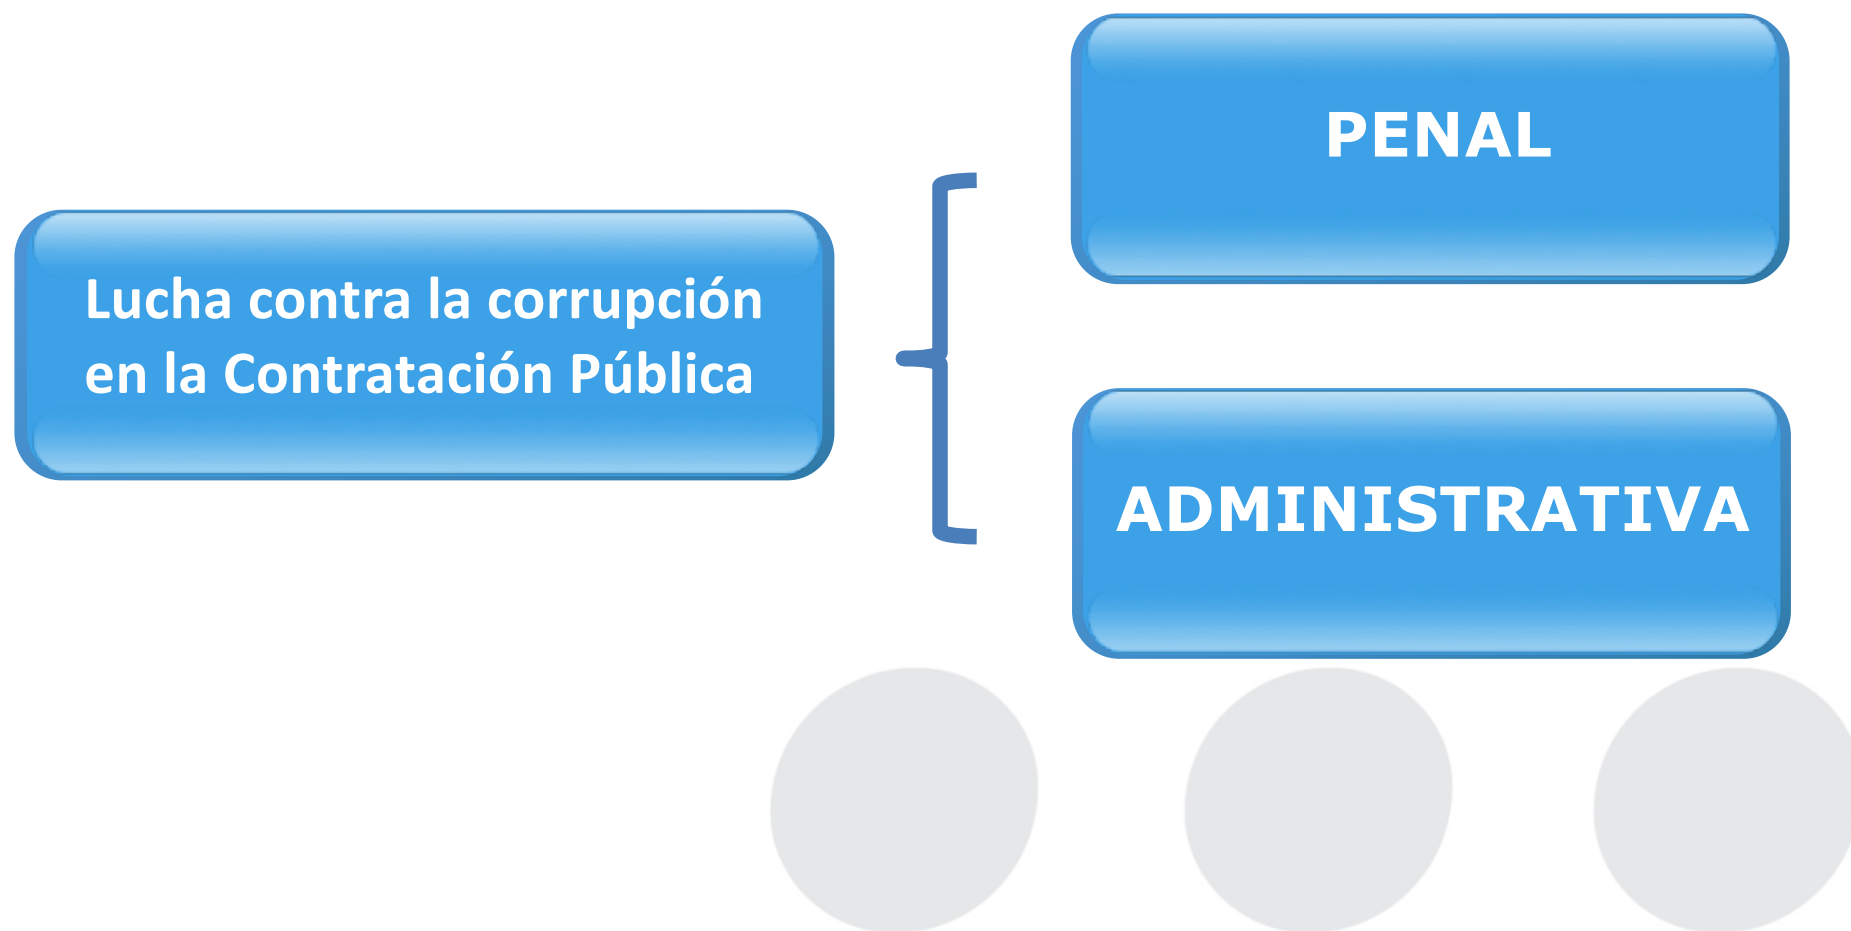 Lucha contra la corrupción
en la Contratación Pública
PENAL
ADMINISTRATIVA